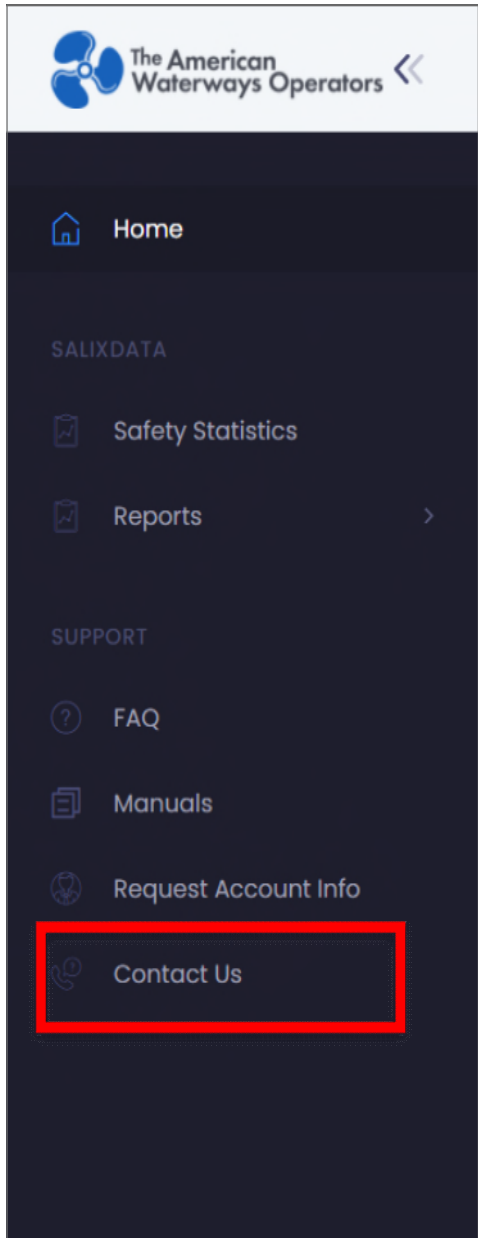 The American
Waterways Operators
Home
SALIXDATA
Safety Statistics
Reports
SUPPORT
FAQ
Manuals
Request Account Info
Contact Us